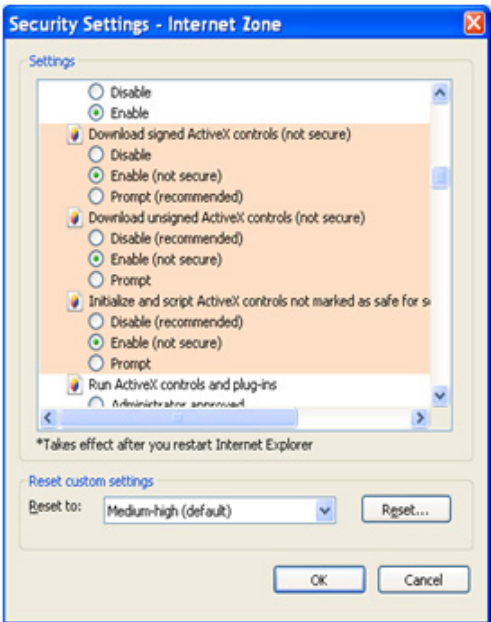 Security Settings - Internet Zone
Settings
Disable
Enable
Download signed ActiveX controls (not secure)
Disable
Enable (not secure)
Prompt (recommended)
Download unsigned ActiveX controls (not secure)
Disable (recommended)
Enable (not secure)
Prompt
Initialize and script ActiveX controls not marked as safe for s
Disable (recommended)
Enable (not secure)
Prompt
Run ActiveX controls and plug-ins
Administrator approved
*Takes effect after you restart Internet Explorer
Reset custom settings
Reset to: Medium-high (default) Reset...
OK Cancel